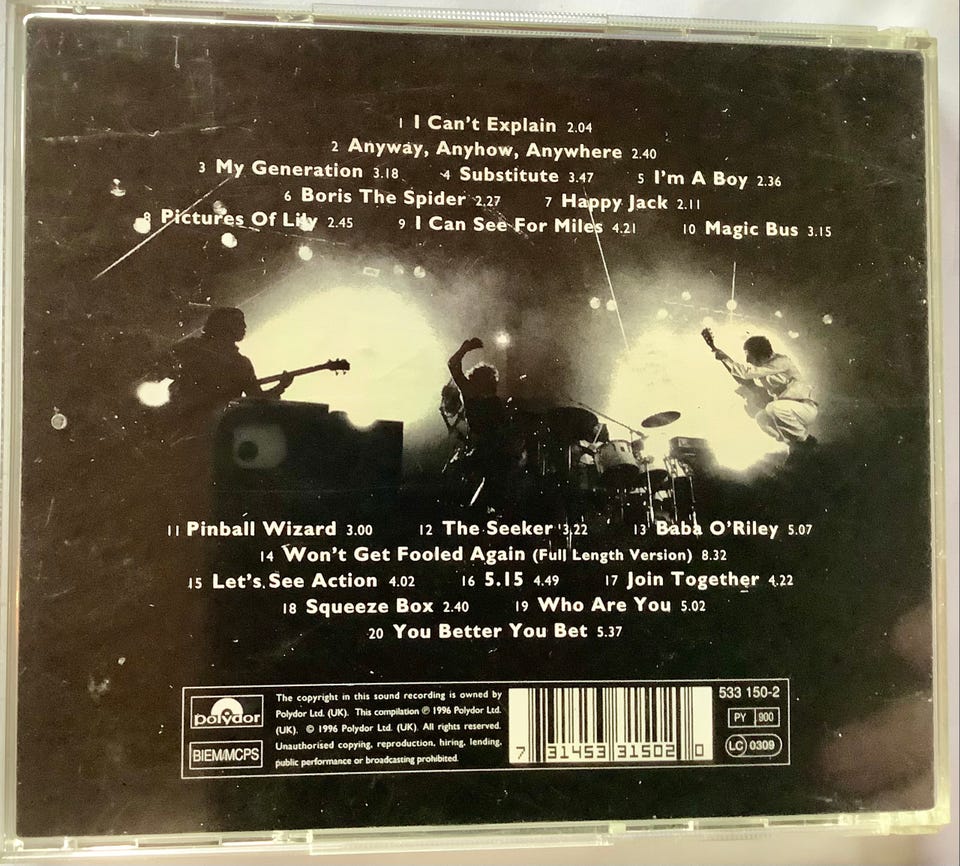 1 I Can't Explain 2.04
2 Anyway, Anyhow, Anywhere 2.40
3 My Generation 3.18 4 Substitute 3.47 5 I'm A Boy 2.36
6 Boris The Spider 2.27 7 Happy Jack 2.11
8 Pictures Of Lily 2.45 9 I Can See For Miles 4.21 10 Magic Bus 3.15
11 Pinball Wizard 3.00 12 The Seeker 3.22 13 Baba O'Riley 5.07
14 Won't Get Fooled Again (Full Length Version) 8.32
15 Let's See Action 4.02 16 5.15 4.49 17 Join Together 4.22
18 Squeeze Box 2.40 19 Who Are You 5.02
20 You Better You Bet 5.37
polydor
BIEM/MCPS
The copyright in this sound recording is owned by
Polydor Ltd. (UK). This compilation ℗ 1996 Polydor Ltd.
(UK). © 1996 Polydor Ltd. (UK). All rights reserved.
Unauthorised copying, reproduction, hiring, lending,
public performance or broadcasting prohibited.
7 31453 31502 0
533 150-2
PY 900
LC 0309